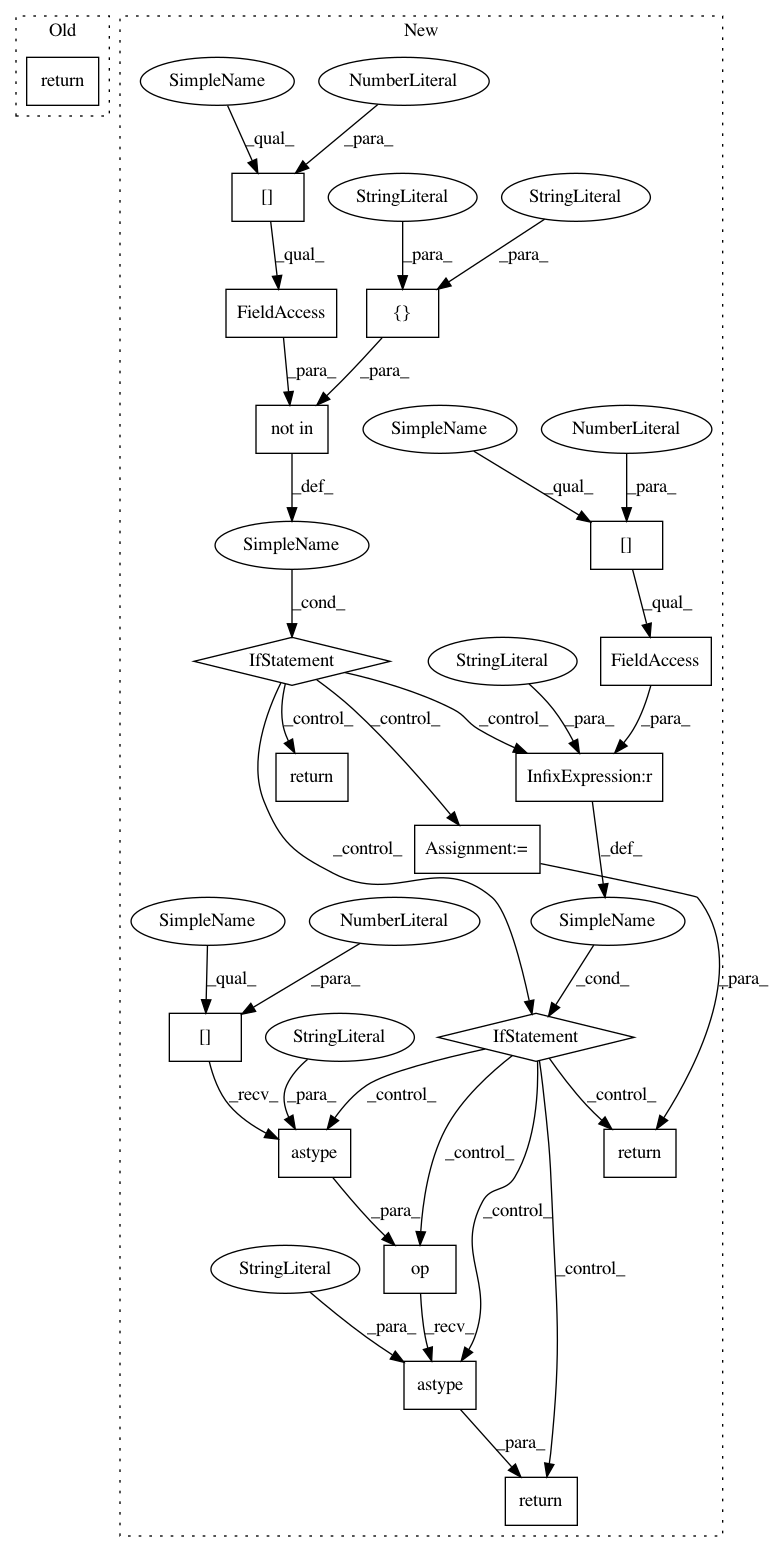 Old
New
return
SimpleName
NumberLiteral
_qual_
_para_
[]
StringLiteral
StringLiteral
_qual_
_para_
_para_
FieldAccess
{}
SimpleName
NumberLiteral
_para_
_para_
not in
_def_
_qual_
_para_
SimpleName
[]
_cond_
_qual_
IfStatement
StringLiteral
FieldAccess
_control_
_control_
_control_
_para_
_para_
return
InfixExpression:r
_control_
Assignment:=
_def_
SimpleName
NumberLiteral
SimpleName
_qual_
_para_
_cond_
_para_
[]
StringLiteral
IfStatement
_recv_
_para_
_control_
_control_
astype
return
_para_
_control_
_control_
StringLiteral
op
_control_
_para_
_recv_
astype
_para_
return